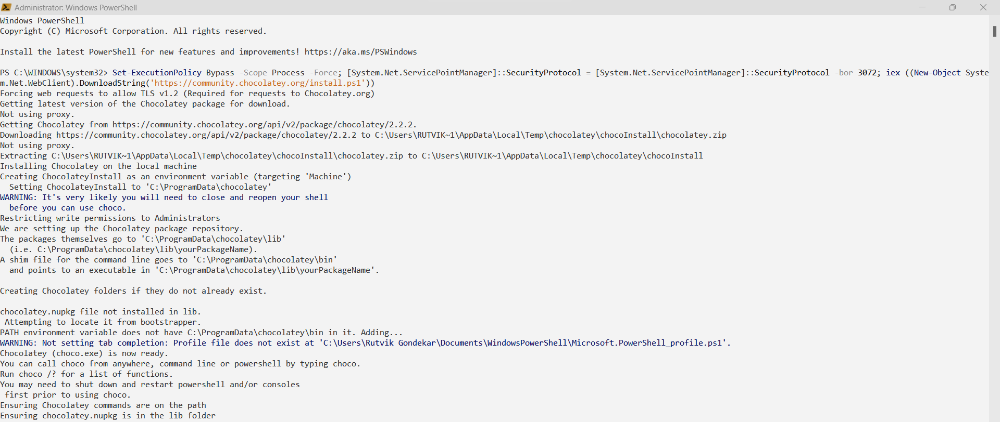 Administrator: Windows PowerShell
Windows PowerShell
Copyright (C) Microsoft Corporation. All rights reserved.
Install the latest PowerShell for new features and improvements! https://aka.ms/PSWindows
PS C:\WINDOWS\system32> Set-ExecutionPolicy Bypass -Scope Process -Force; [System.Net.ServicePointManager]::SecurityProtocol = [System.Net.ServicePointManager]::SecurityProtocol -bor 3072; iex ((New-Object Syste
m.Net.WebClient).DownloadString('https://community.chocolatey.org/install.ps1'))
Forcing web requests to allow TLS v1.2 (Required for requests to Chocolatey.org)
Getting latest version of the Chocolatey package for download.
Not using proxy.
Getting Chocolatey from https://community.chocolatey.org/api/v2/package/chocolatey/2.2.2.
Downloading https://community.chocolatey.org/api/v2/package/chocolatey/2.2.2 to C:\Users\RUTVIK~1\AppData\Local\Temp\chocolatey\chocoInstall\chocolatey.zip
Not using proxy.
Extracting C:\Users\RUTVIK~1\AppData\Local\Temp\chocolatey\chocoInstall\chocolatey.zip to C:\Users\RUTVIK~1\AppData\Local\Temp\chocolatey\chocoInstall
Installing Chocolatey on the local machine
Creating ChocolateyInstall as an environment variable (targeting 'Machine')
  Setting ChocolateyInstall to 'C:\ProgramData\chocolatey'
WARNING: It's very likely you will need to close and reopen your shell
  before you can use choco.
Restricting write permissions to Administrators
We are setting up the Chocolatey package repository.
The packages themselves go to 'C:\ProgramData\chocolatey\lib'
  (i.e. C:\ProgramData\chocolatey\lib\yourPackageName).
A shim file for the command line goes to 'C:\ProgramData\chocolatey\bin'
  and points to an executable in 'C:\ProgramData\chocolatey\lib\yourPackageName'.
Creating Chocolatey folders if they do not already exist.
chocolatey.nupkg file not installed in lib.
 Attempting to locate it from bootstrapper.
PATH environment variable does not have C:\ProgramData\chocolatey\bin in it. Adding...
WARNING: Not setting tab completion: Profile file does not exist at 'C:\Users\Rutvik Gondekar\Documents\WindowsPowerShell\Microsoft.PowerShell_profile.ps1'.
Chocolatey (choco.exe) is now ready.
You can call choco from anywhere, command line or powershell by typing choco.
Run choco /? for a list of functions.
You may need to shut down and restart powershell and/or consoles
 first prior to using choco.
Ensuring Chocolatey commands are on the path
Ensuring chocolatey.nupkg is in the lib folder